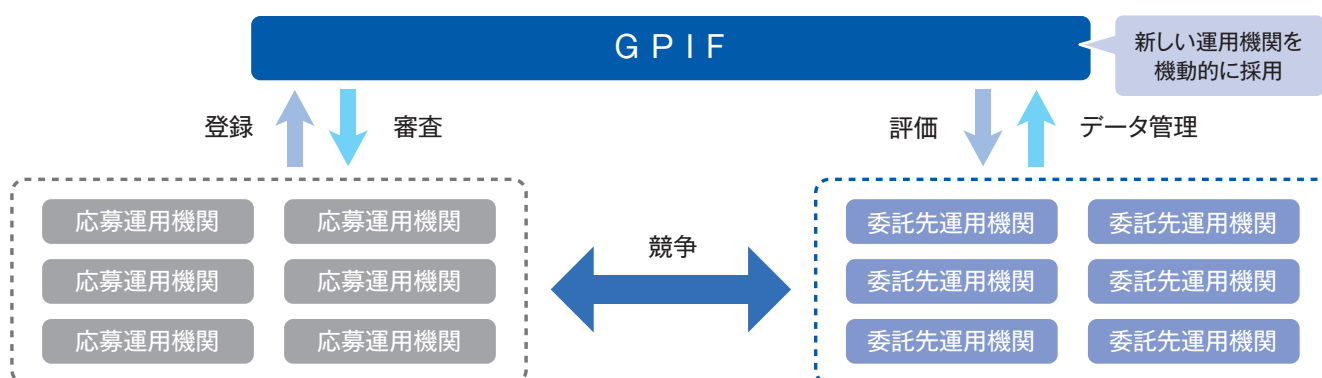 GPIF
新しい運用機関を
機動的に採用
登録
審査
評価
データ管理
応募運用機関 応募運用機関
応募運用機関 応募運用機関
応募運用機関 応募運用機関
競争
委託先運用機関 委託先運用機関
委託先運用機関 委託先運用機関
委託先運用機関 委託先運用機関